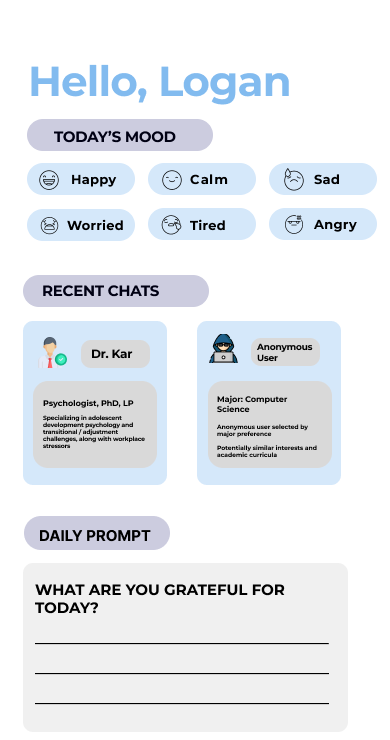 Hello, Logan
TODAY'S MOOD
Happy
Calm
Sad
Worried
Tired
Angry
RECENT CHATS
Dr. Kar
Psychologist, PhD, LP
Specializing in adolescent
development psychology and
transitional / adjustment
challenges, along with workplace
stressors
Anonymous
User
Major: Computer
Science
Anonymous user selected by
major preference
Potentially similar interests and
academic curricula
DAILY PROMPT
WHAT ARE YOU GRATEFUL FOR
TODAY?